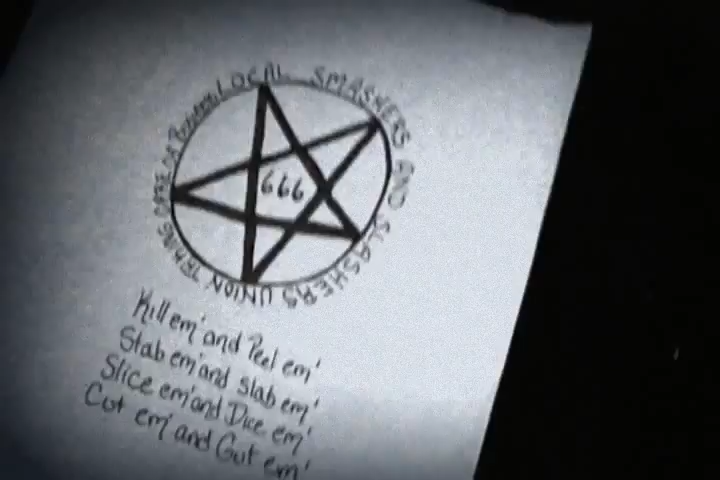 LOCAL SMASHERS AND SLASHERS UNION
666
Kill em' and Peel em'
Stab em' and slab em'
Slice em' and Dice em'
Cut em' and Gut em'